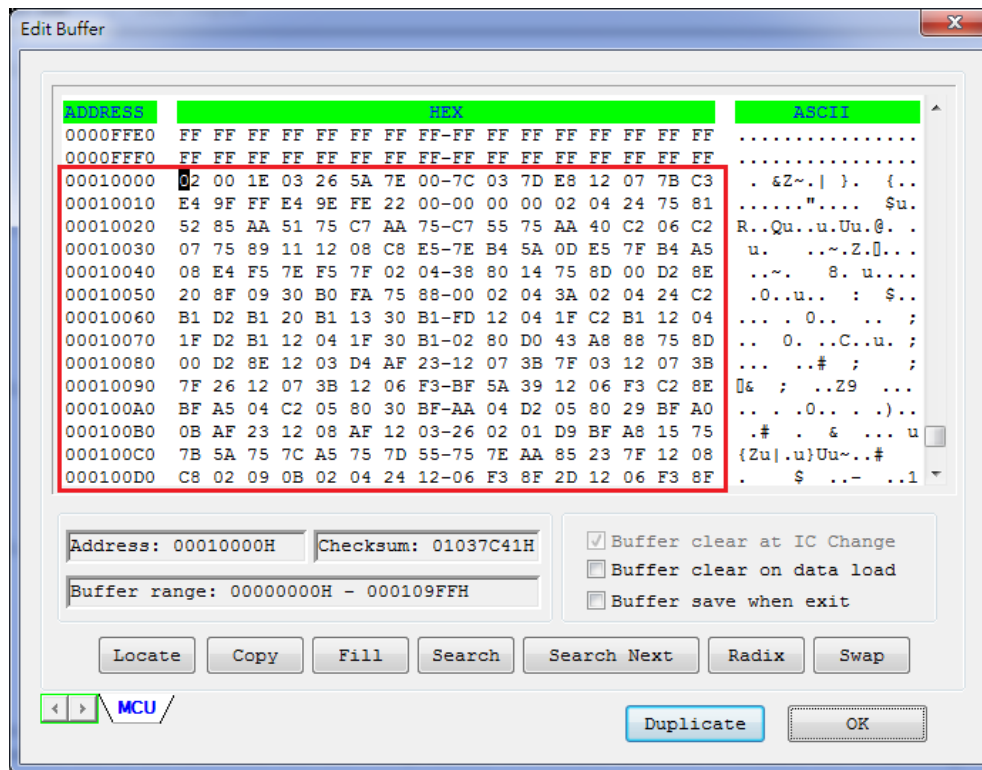 Edit Buffer
ADDRESS HEX ASCII
0000FFE0 FF FF FF FF FF FF FF FF-FF FF FF FF FF FF FF FF ................
0000FFF0 FF FF FF FF FF FF FF FF-FF FF FF FF FF FF FF FF ................
00010000 02 00 1E 03 26 5A 7E 00-7C 03 7D E8 12 07 7B C3 . &Z~.| }. {..
00010010 E4 9F FF E4 9E FE 22 00-00 00 00 02 04 24 75 81 ......".... $u.
00010020 52 85 AA 51 75 C7 AA 75-C7 55 75 AA 40 C2 06 C2 R..Qu..u.Uu.@. .
00010030 07 75 89 11 12 08 C8 E5-7E B4 5A 0D E5 7F B4 A5 u. ..~.Z.▯...
00010040 08 E4 F5 7E F5 7F 02 04-38 80 14 75 8D 00 D2 8E ..~. 8. u....
00010050 20 8F 09 30 B0 FA 75 88-00 02 04 3A 02 04 24 C2 .0..u.. : $..
00010060 B1 D2 B1 20 B1 13 30 B1-FD 12 04 1F C2 B1 12 04 ... . 0.. .. ;
00010070 1F D2 B1 12 04 1F 30 B1-02 80 D0 43 A8 88 75 8D .. 0. ..C..u. ;
00010080 00 D2 8E 12 03 D4 AF 23-12 07 3B 7F 03 12 07 3B ... ..# ; ;
00010090 7F 26 12 07 3B 12 06 F3-BF 5A 39 12 06 F3 C2 8E ▯& ; ..Z9 ...
000100A0 BF A5 04 C2 05 80 30 BF-AA 04 D2 05 80 29 BF A0 .. . .0.. . .)..
000100B0 0B AF 23 12 08 AF 12 03-26 02 01 D9 BF A8 15 75 .# . & ... u
000100C0 7B 5A 75 7C A5 75 7D 55-75 7E AA 85 23 7F 12 08 {Zu|.u}Uu~..#
000100D0 C8 02 09 0B 02 04 24 12-06 F3 8F 2D 12 06 F3 8F . $ ..- ..1
Address: 00010000H Checksum: 01037C41H
Buffer range: 00000000H - 000109FFH
Buffer clear at IC Change
Buffer clear on data load
Buffer save when exit
Locate Copy Fill Search Search Next Radix Swap
MCU
Duplicate OK